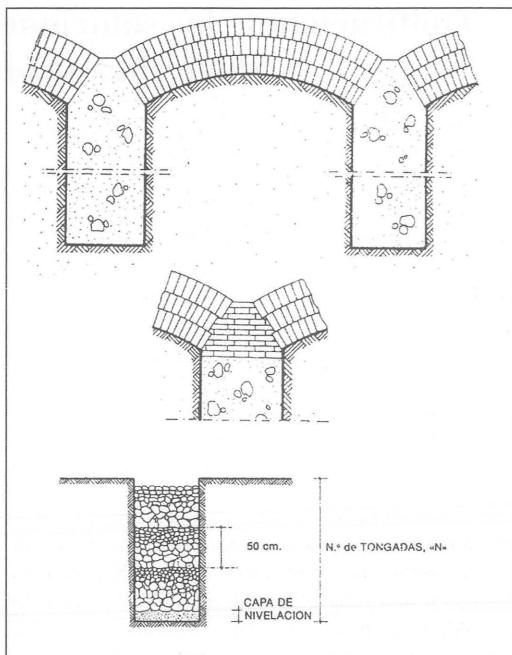 50 cm.
N.º de TONGADAS, «N»
CAPA DE
NIVELACION